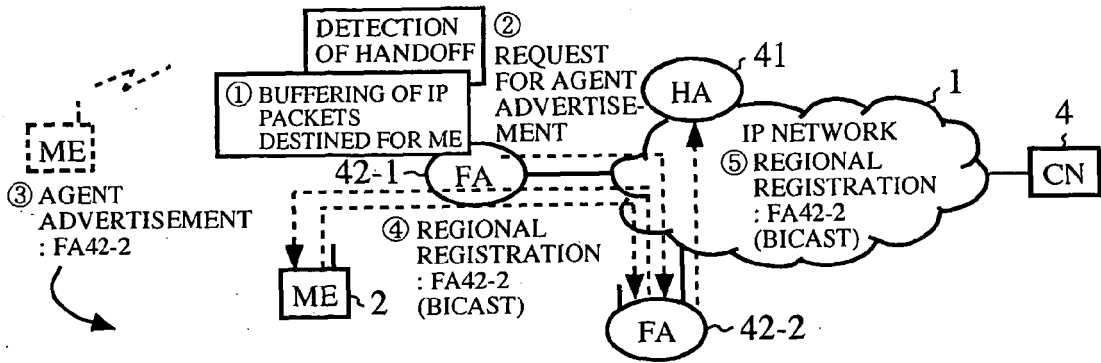 DETECTION
OF HANDOFF
① BUFFERING OF IP
PACKETS
DESTINED FOR ME
②
REQUEST
FOR AGENT
ADVERTISE-
MENT
41
HA
1
IP NETWORK
⑤ REGIONAL
REGISTRATION
: FA42-2
(BICAST)
4
CN
ME
③ AGENT
ADVERTISEMENT
: FA42-2
42-1
FA
④ REGIONAL
REGISTRATION
: FA42-2
(BICAST)
ME
2
FA
42-2